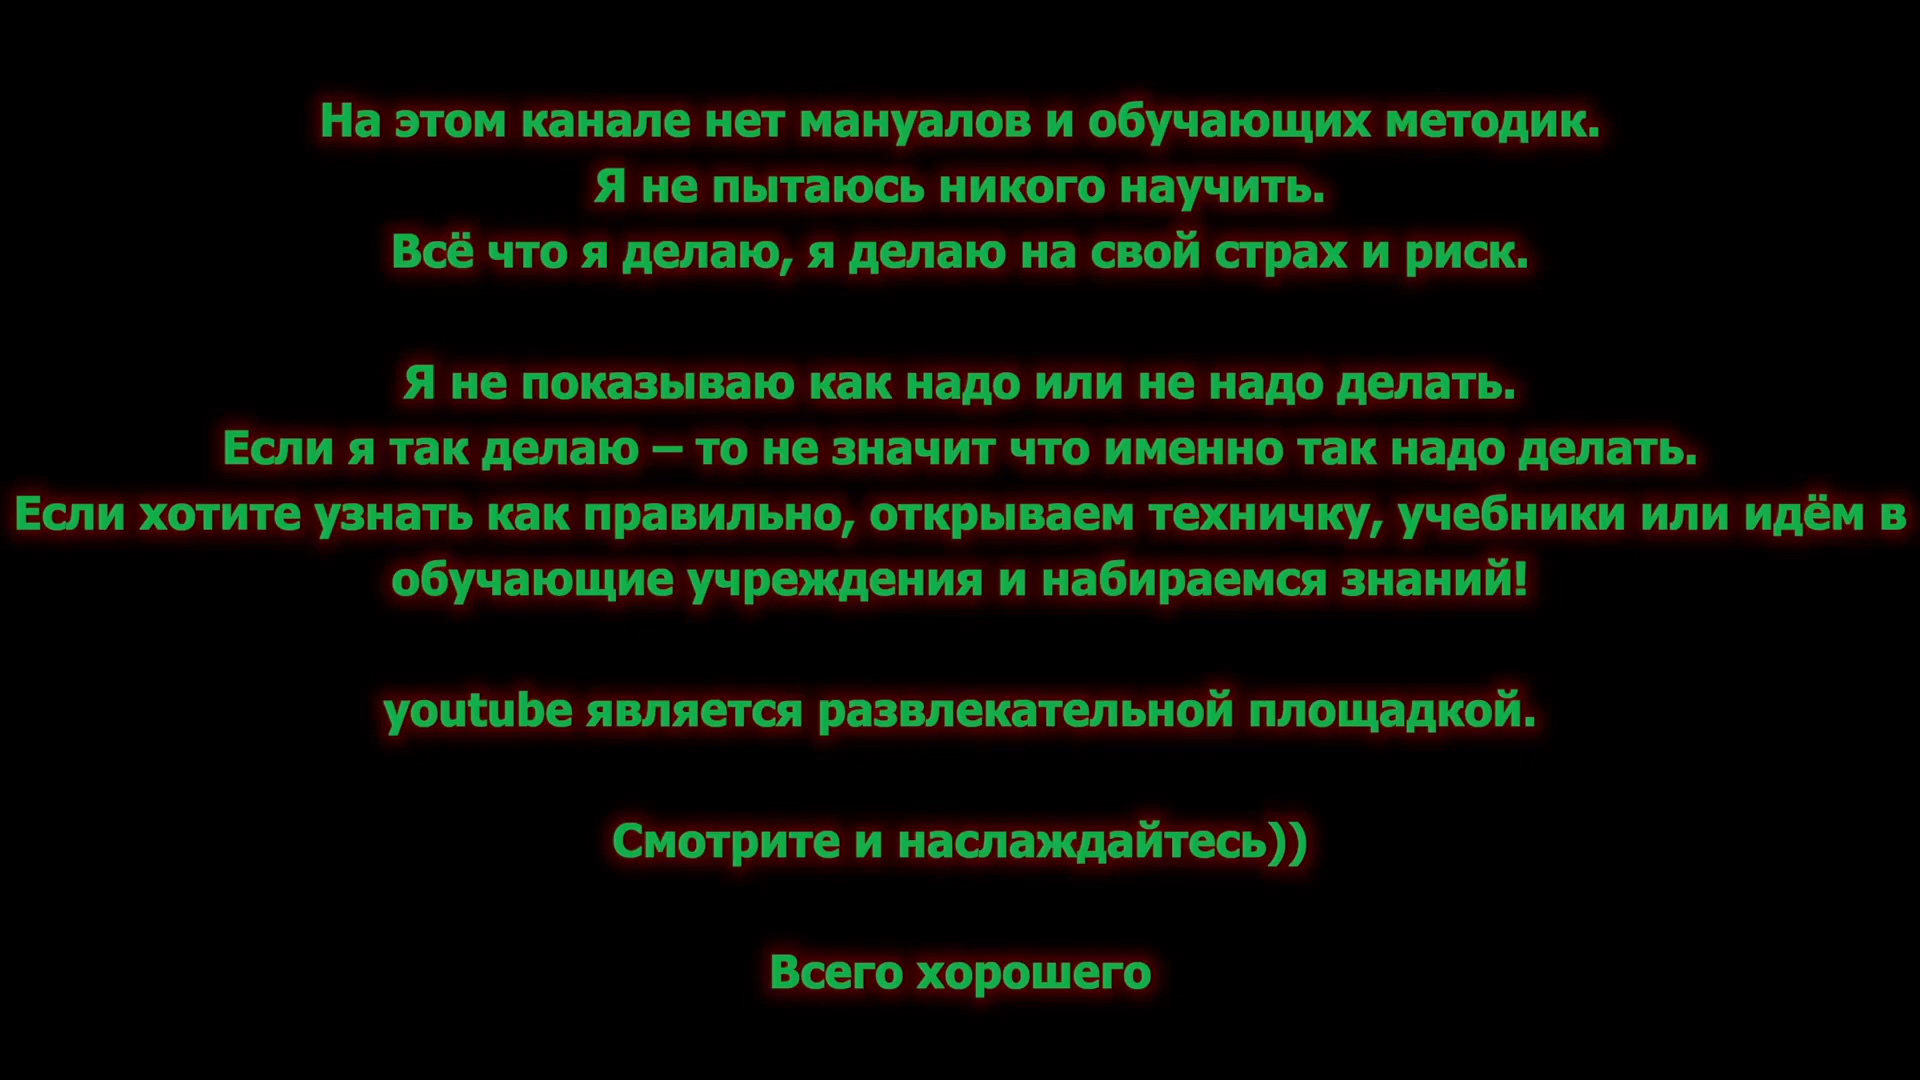 На этом канале нет мануалов и обучающих методик.
Я не пытаюсь никого научить.
Всё что я делаю, я делаю на свой страх и риск.
Я не показываю как надо или не надо делать.
Если я так делаю – то не значит что именно так надо делать.
Если хотите узнать как правильно, открываем техничку, учебники или идём в
обучающие учреждения и набираемся знаний!
youtube является развлекательной площадкой.
Смотрите и наслаждайтесь))
Всего хорошего